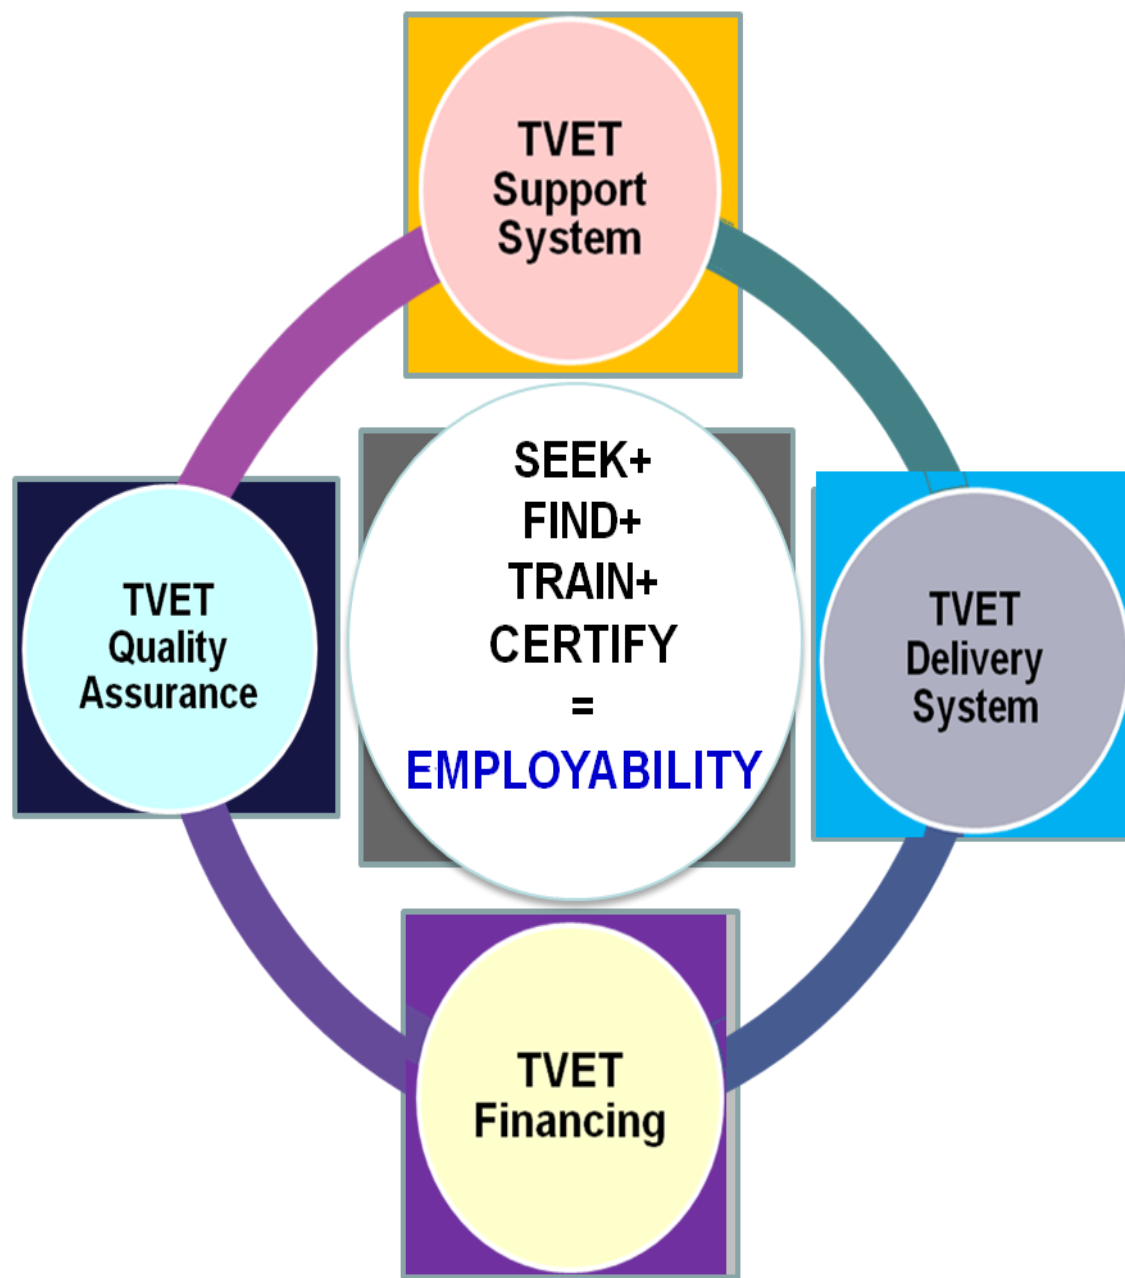 TVET
Support
System
SEEK+
FIND+
TRAIN+
CERTIFY
=
EMPLOYABILITY
TVET
Quality
Assurance
TVET
Delivery
System
TVET
Financing